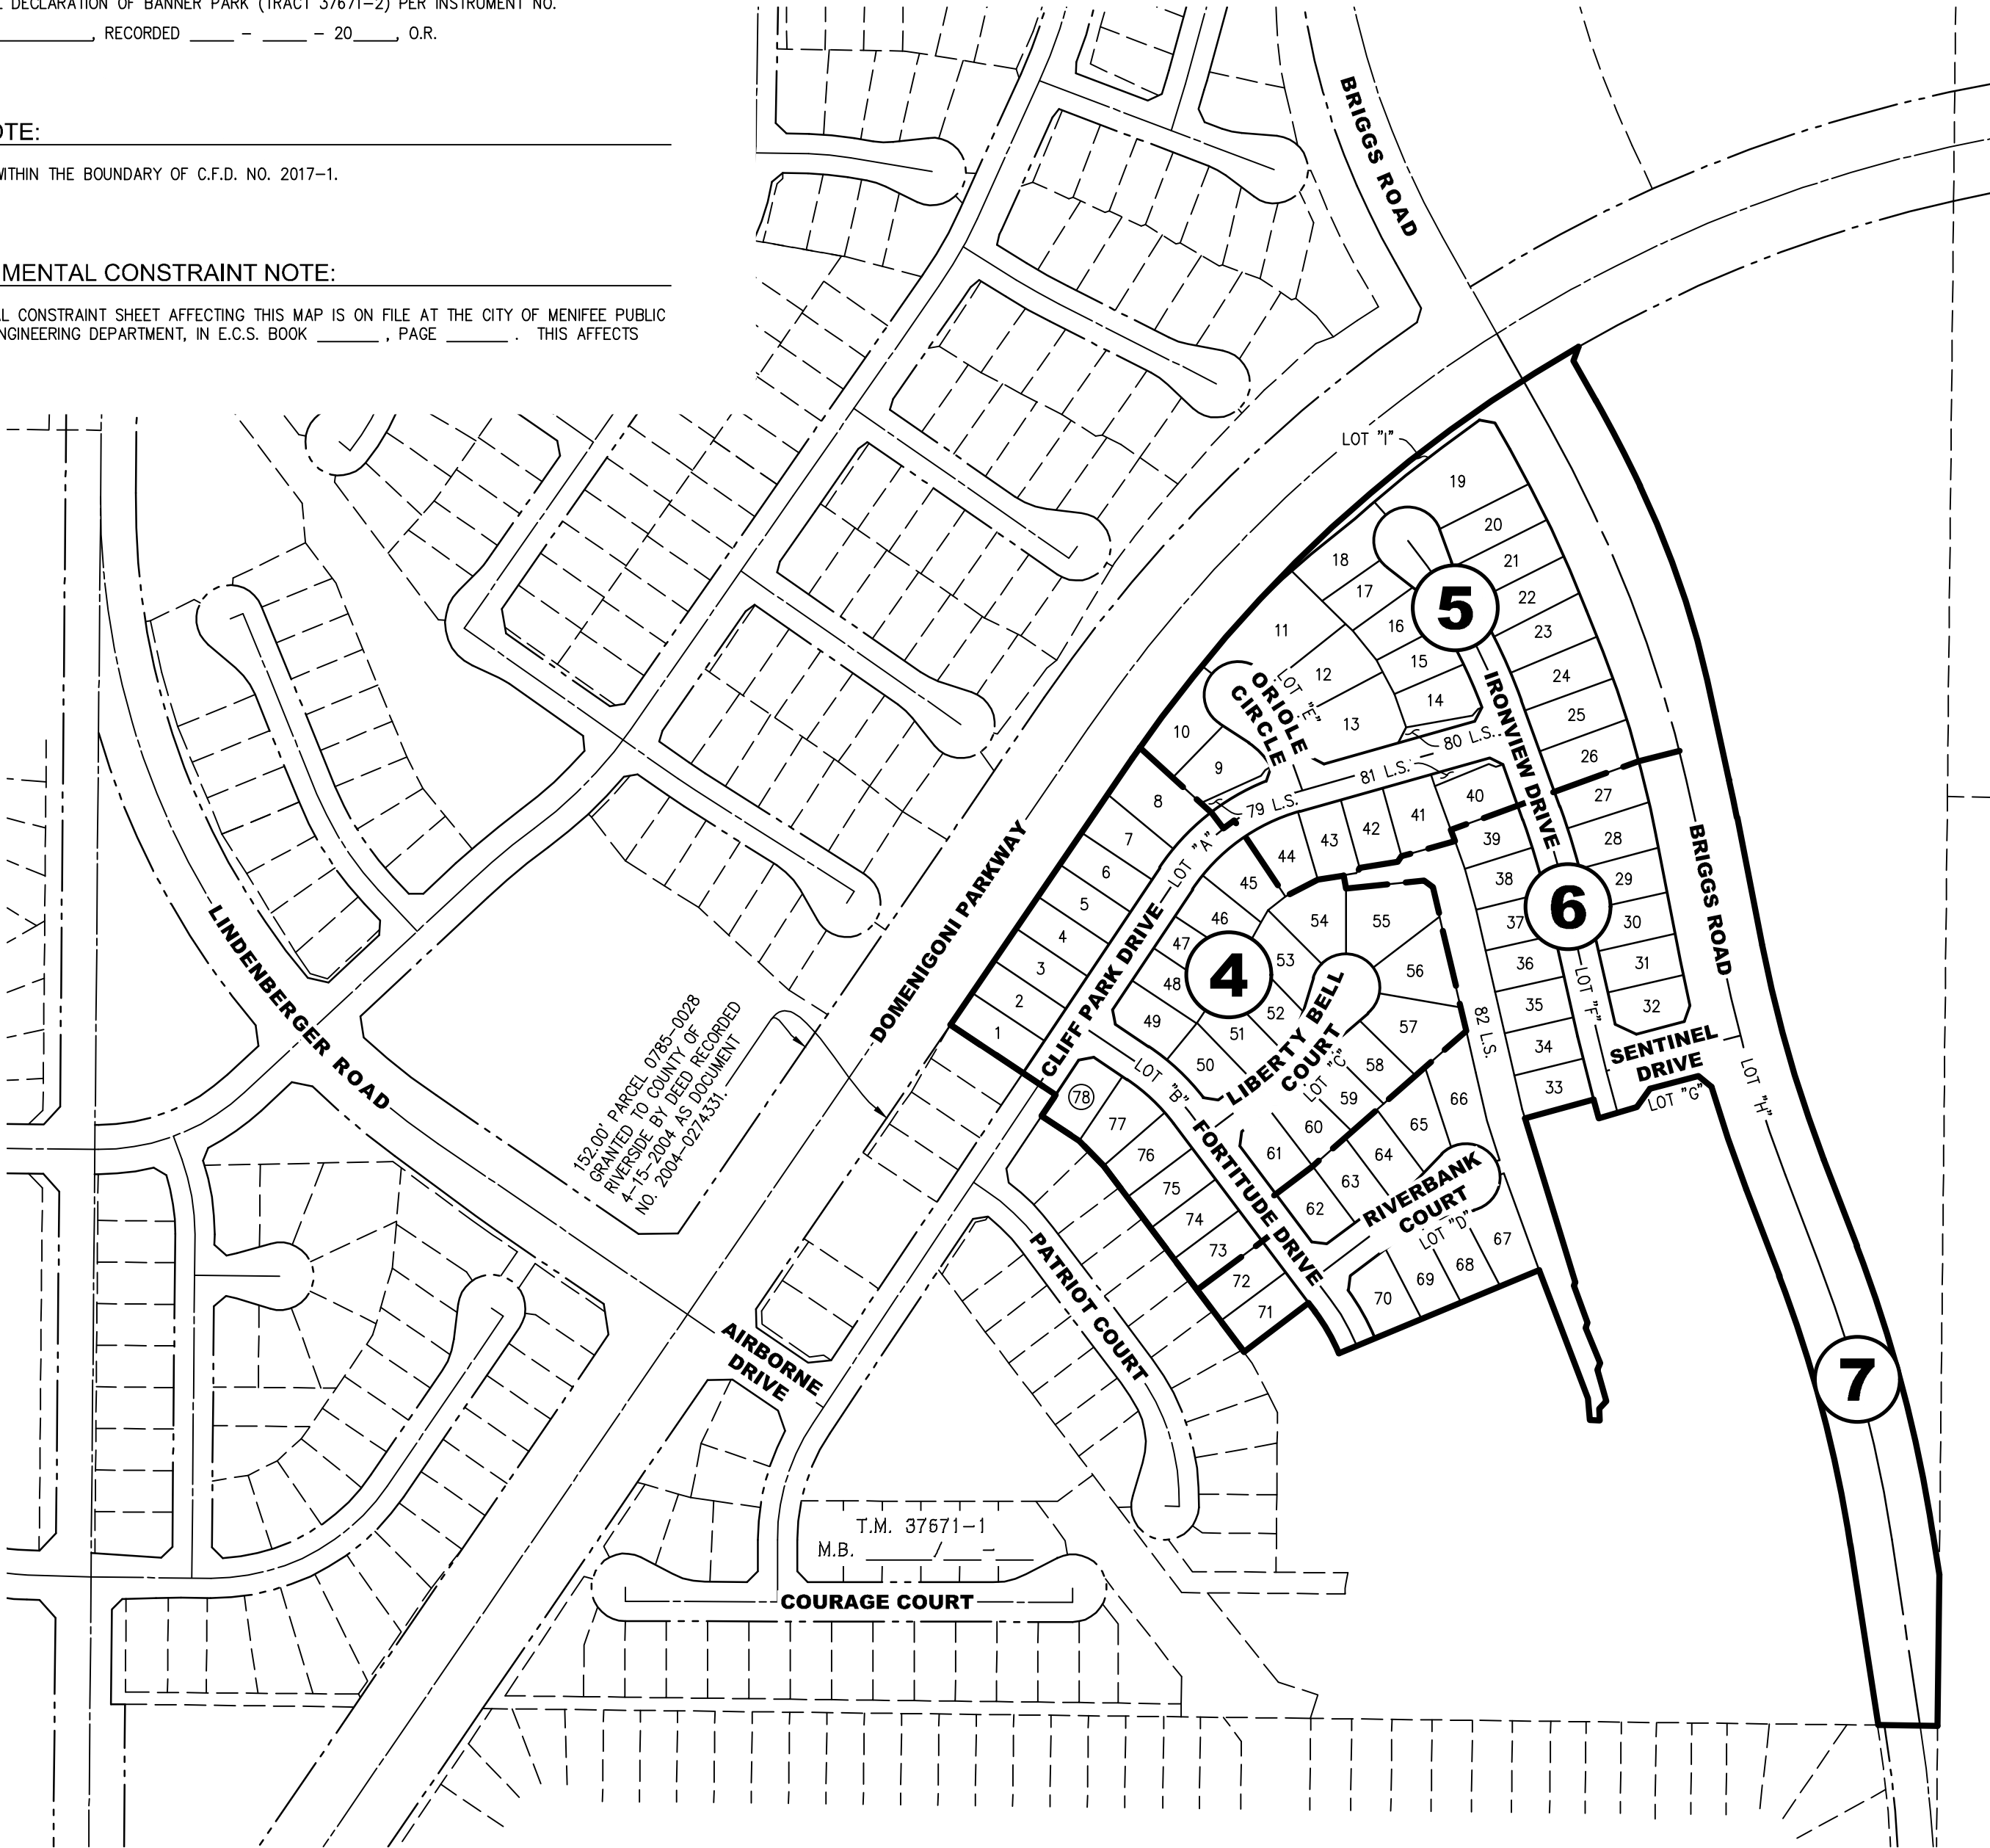 DECLARATION OF BANNER PARK (TRACT 37671-2) PER INSTRUMENT NO.
________, RECORDED ____ - ____ - 20____, O.R.
OTE:
WITHIN THE BOUNDARY OF C.F.D. NO. 2017-1.
MENTAL CONSTRAINT NOTE:
AL CONSTRAINT SHEET AFFECTING THIS MAP IS ON FILE AT THE CITY OF MENIFEE PUBLIC
NGINEERING DEPARTMENT, IN E.C.S. BOOK ______ , PAGE ______ . THIS AFFECTS
BRIGGS ROAD
LOT "I"
19
20
18
21
17
5
22
16
11
23
15
12
24
ORIOLE
CIRCLE
LOT "E"
14
IRONVIEW DRIVE
13
25
10
80 L.S.
26
9
81 L.S.
79 L.S.
8
40
27
7
41
42
43
39
28
44
LOT "A"
6
45
38
29
5
46
54
55
37
6
30
4
47
53
56
36
31
3
48
4
2
49
52
57
35
32
1
51
82 L.S.
LOT "F"
BRIGGS ROAD
DOMENIGONI PARKWAY
CLIFF PARK DRIVE
LIBERTY BELL
COURT
LOT "C"
50
58
34
SENTINEL
DRIVE
LOT "B"
59
33
LOT "G"
LOT "H"
78
66
77
60
65
76
61
64
75
63
74
62
RIVERBANK
COURT
LOT "D"
73
67
72
68
69
71
70
FORTITUDE DRIVE
7
LINDENBERGER ROAD
152.00' PARCEL 0785-0028
GRANTED TO COUNTY OF
RIVERSIDE BY DEED RECORDED
4-15-2004 AS DOCUMENT
NO. 2004-0274331.
PATRIOT COURT
AIRBORNE
DRIVE
T.M. 37671-1
M.B. ______/ __-____
COURAGE COURT